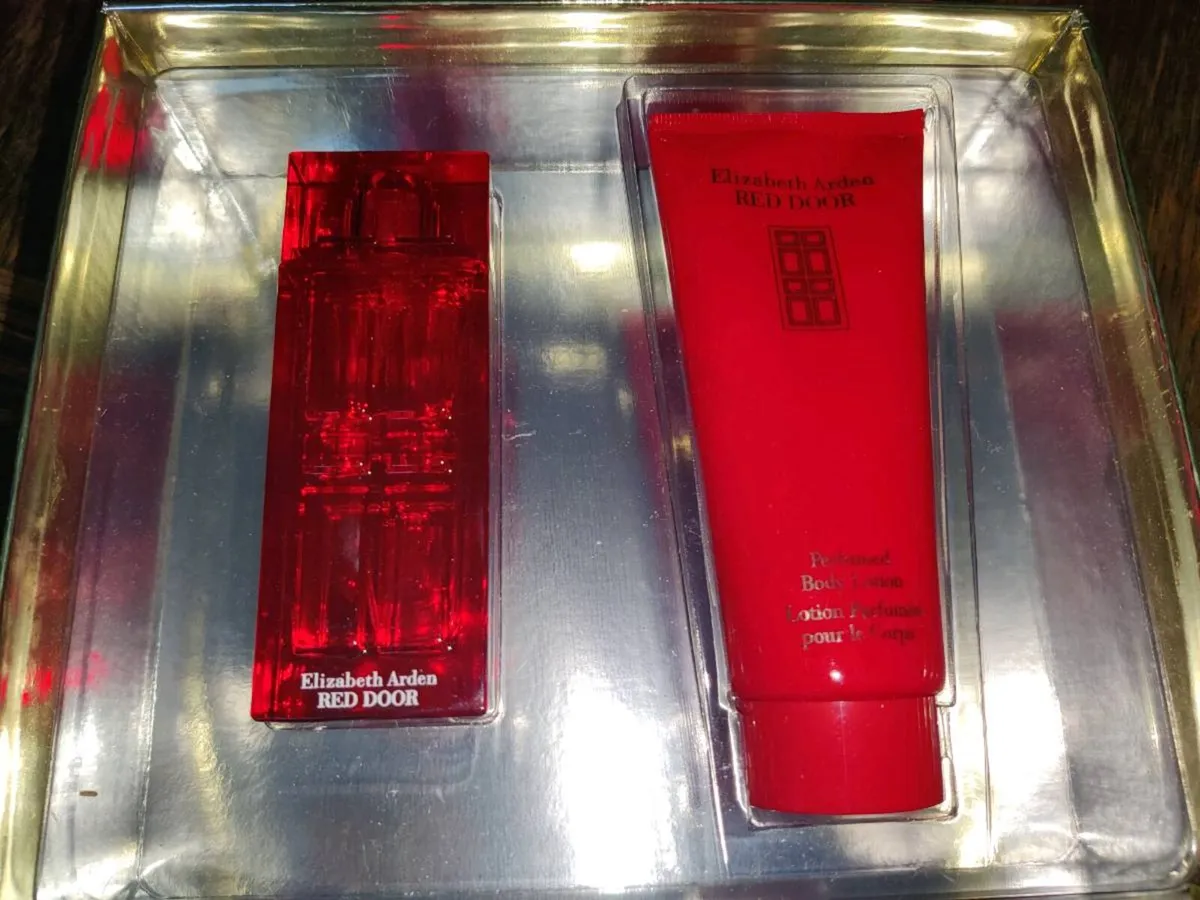 Elizabeth Arden
RED DOOR
Elizabeth Arden
RED DOOR
Perfumed
Body Lotion
Lotion Parfumée
pour le Corps